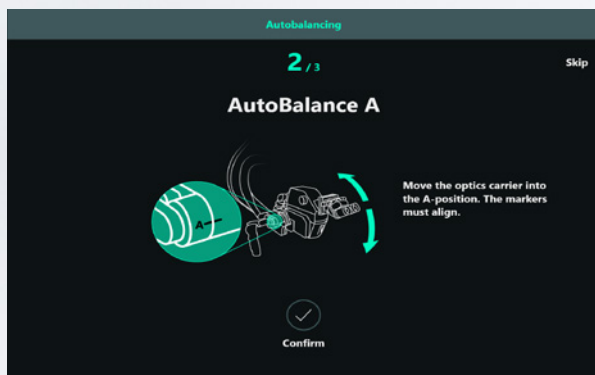 Autobalancing
2 / 3
Skip
AutoBalance A
Move the optics carrier into
the A-position. The markers
must align.
A
Confirm